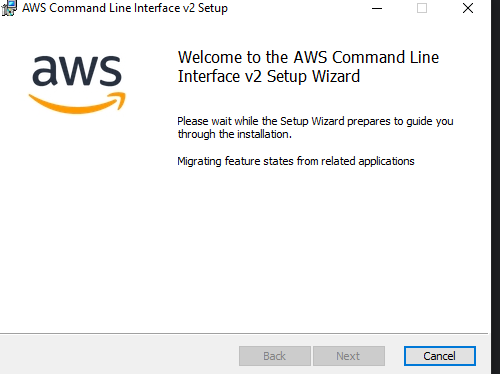 AWS Command Line Interface v2 Setup
aws
Welcome to the AWS Command Line
Interface v2 Setup Wizard
Please wait while the Setup Wizard prepares to guide you
through the installation.
Migrating feature states from related applications
Back
Next
Cancel